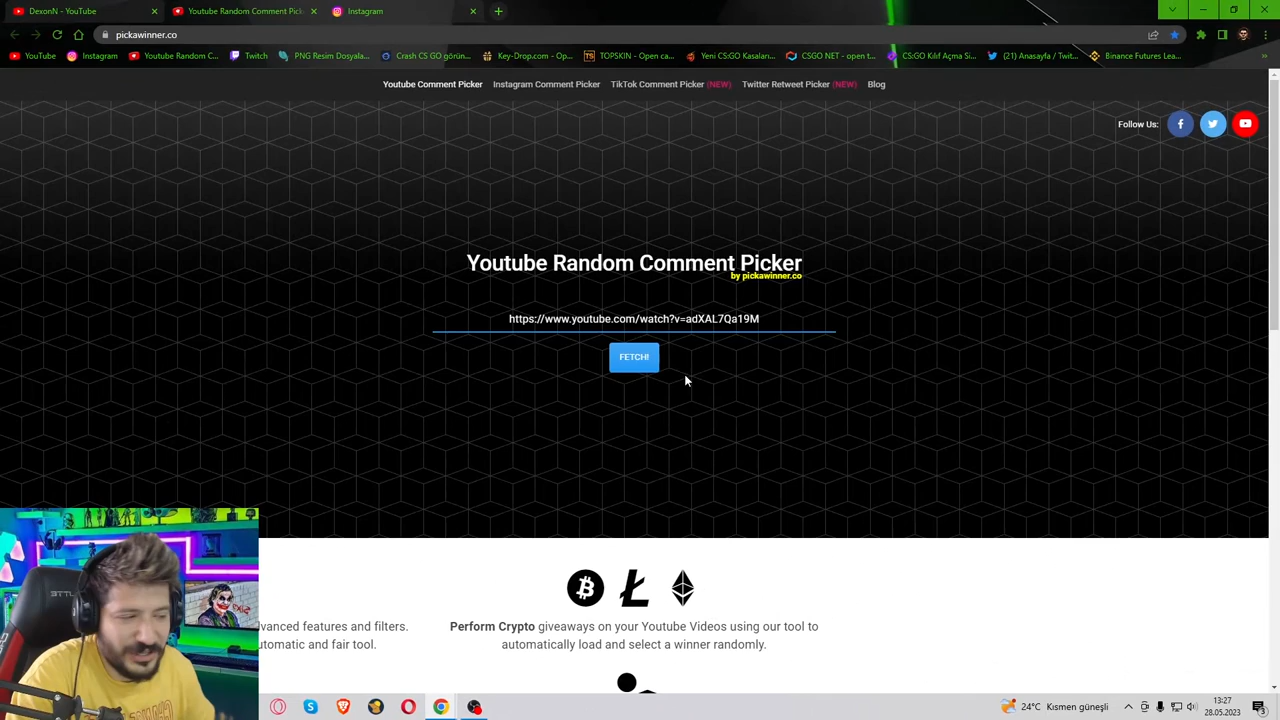 DexonN - YouTube
Youtube Random Comment Pick
Instagram
pickawinner.co
YouTube
Instagram
Youtube Random C...
Twitch
PNG Resim Dosyala...
Crash CS GO görün...
Key-Drop.com - Op...
TOPSKIN - Open ca...
Yeni CS:GO Kasaları...
CSGO NET - open t...
CS:GO Kılıf Açma Si...
(21) Anasayfa / Twit...
Binance Futures Lea...
Youtube Comment Picker
Instagram Comment Picker
TikTok Comment Picker (NEW)
Twitter Retweet Picker (NEW)
Blog
Follow Us:
Youtube Random Comment Picker
by pickawinner.co
https://www.youtube.com/watch?v=adXAL7Qa19M
FETCH!
vanced features and filters.
utomatic and fair tool.
Perform Crypto giveaways on your Youtube Videos using our tool to
automatically load and select a winner randomly.
24°C Kısmen güneşli
13:27
28.05.2023